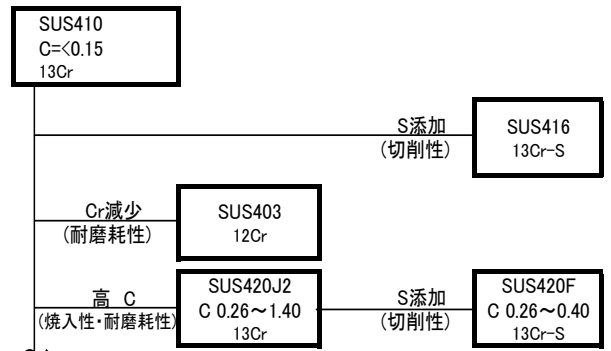 SUS410
C=<0.15
13Cr
S添加
(切削性)
SUS416
13Cr-S
Cr減少
(耐磨耗性)
SUS403
12Cr
高 C
(焼入性・耐磨耗性)
SUS420J2
C 0.26～1.40
13Cr
S添加
(切削性)
SUS420F
C 0.26～0.40
13Cr-S